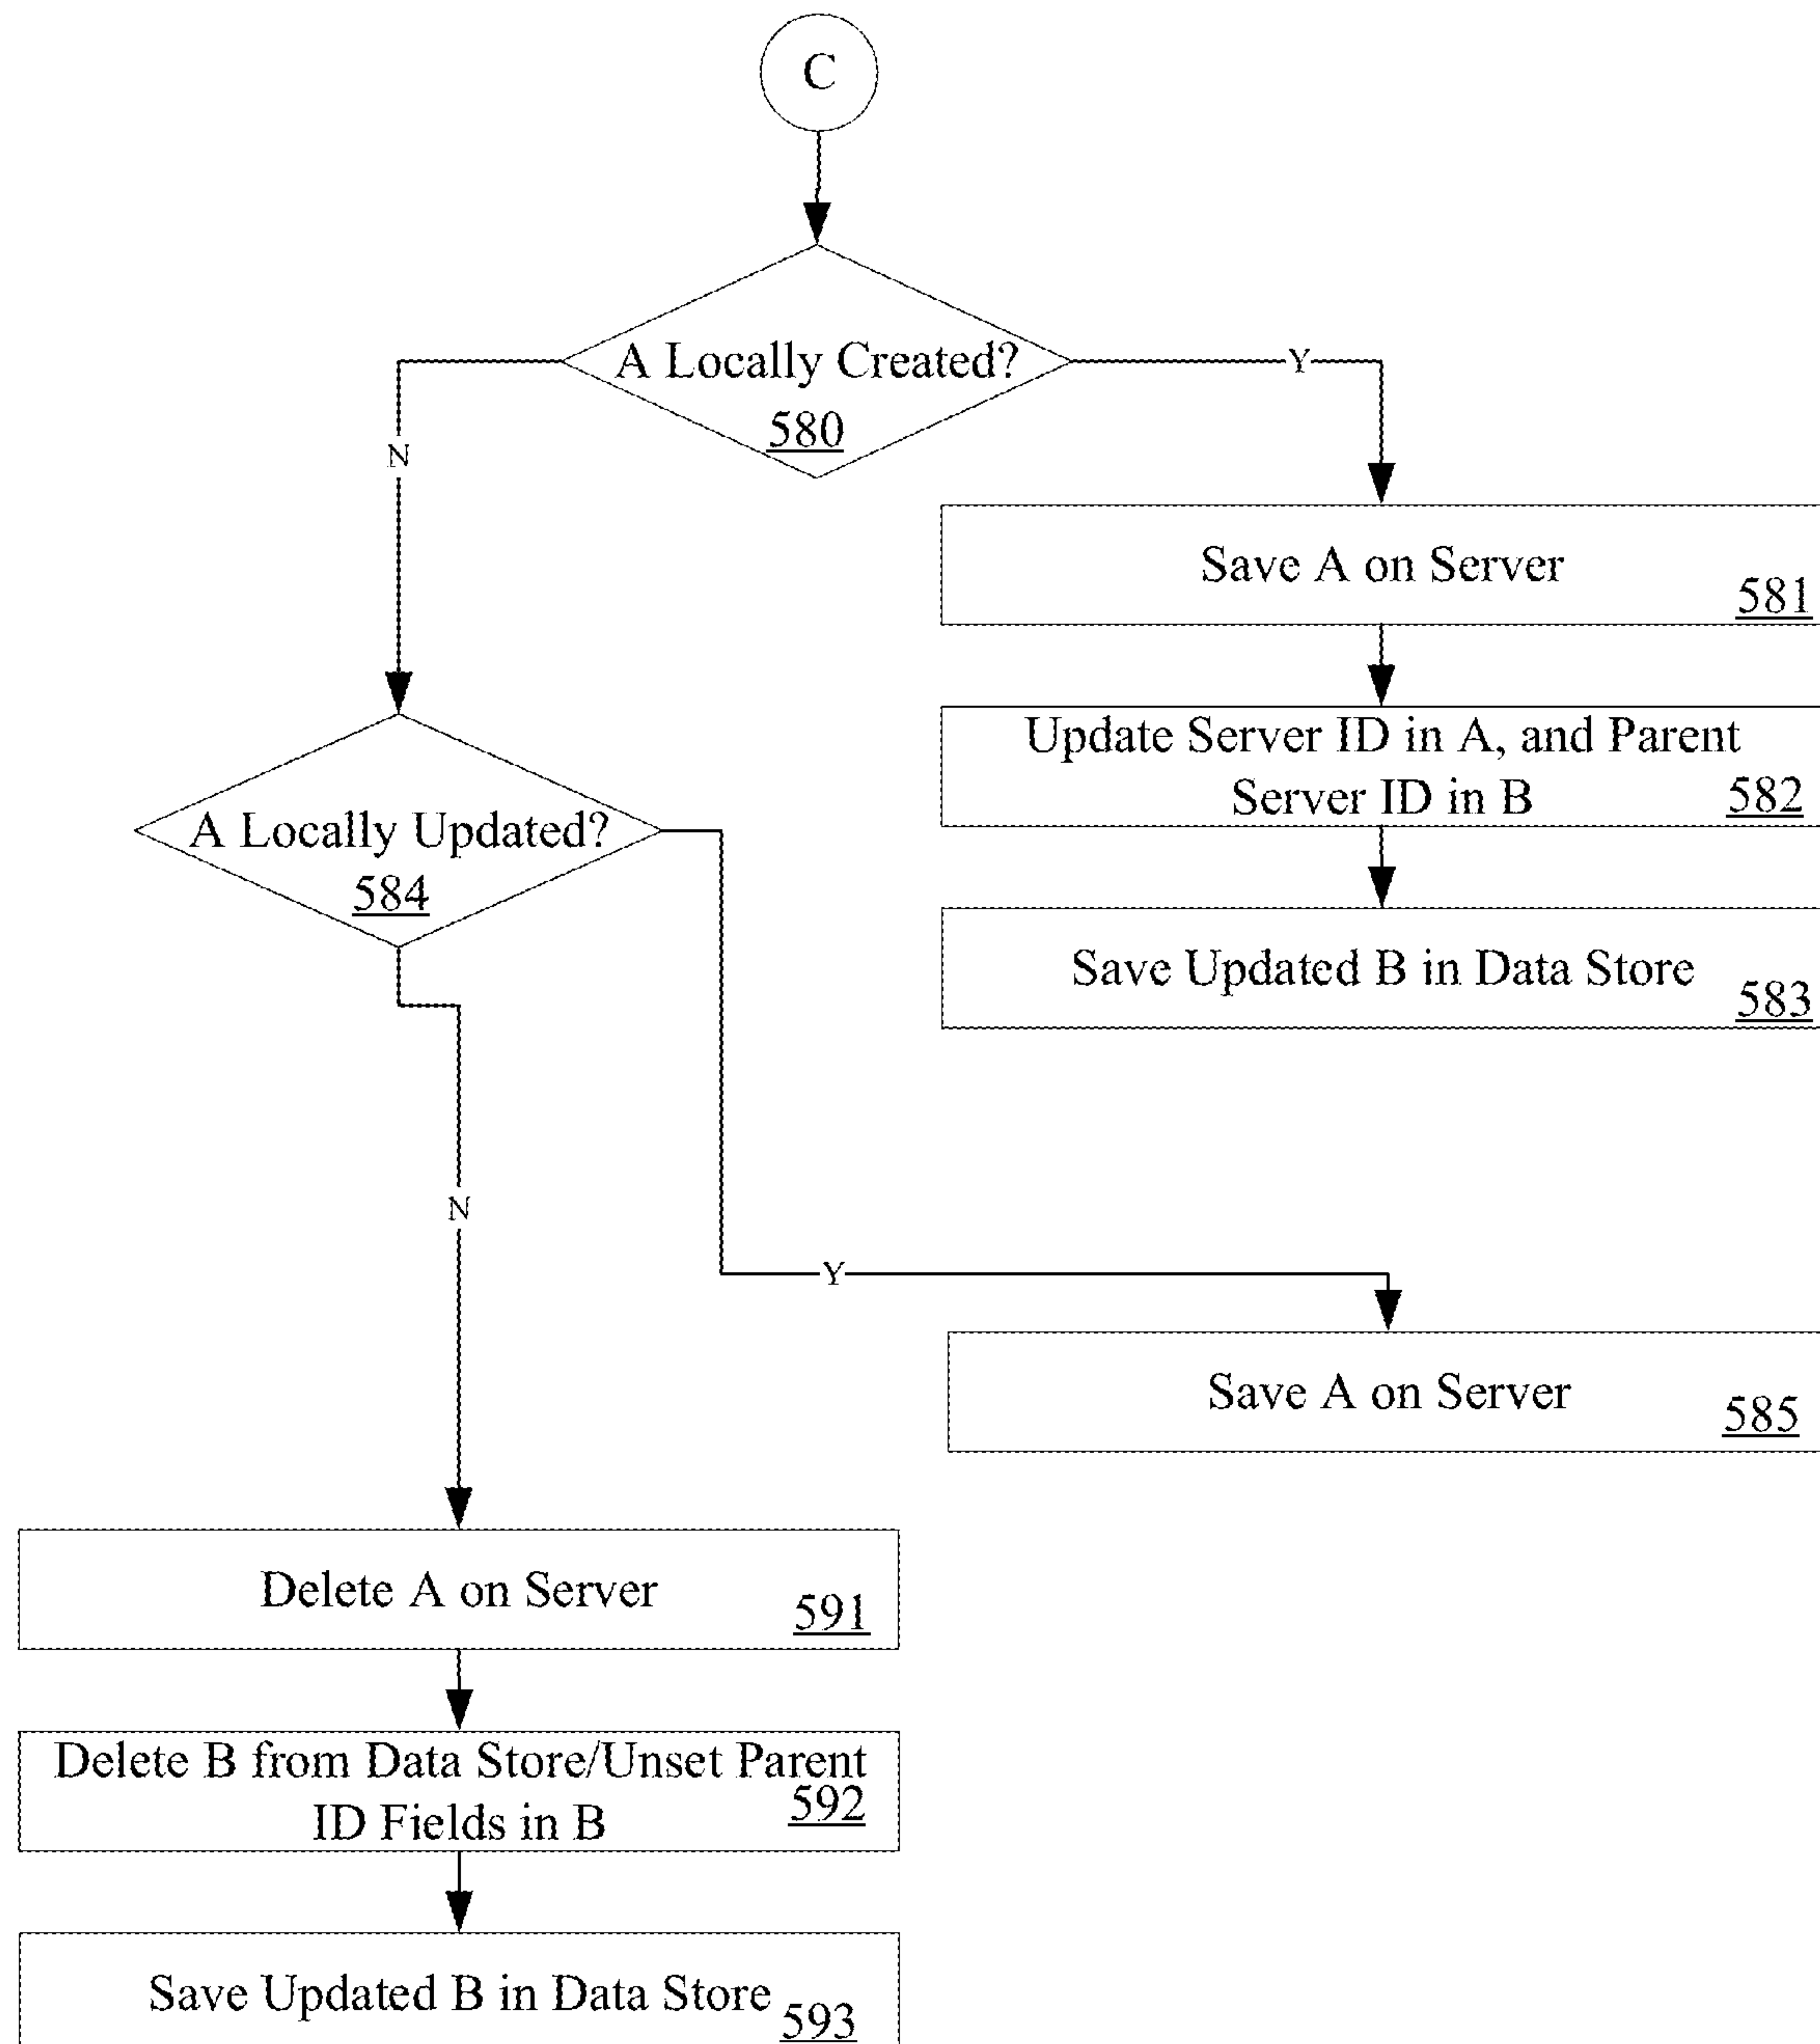 C
A Locally Created?
580
Y
N
Save A on Server
581
Update Server ID in A, and Parent
Server ID in B
582
A Locally Updated?
584
Save Updated B in Data Store
583
N
Y
Save A on Server
585
Delete A on Server
591
Delete B from Data Store/Unset Parent
ID Fields in B
592
Save Updated B in Data Store
593